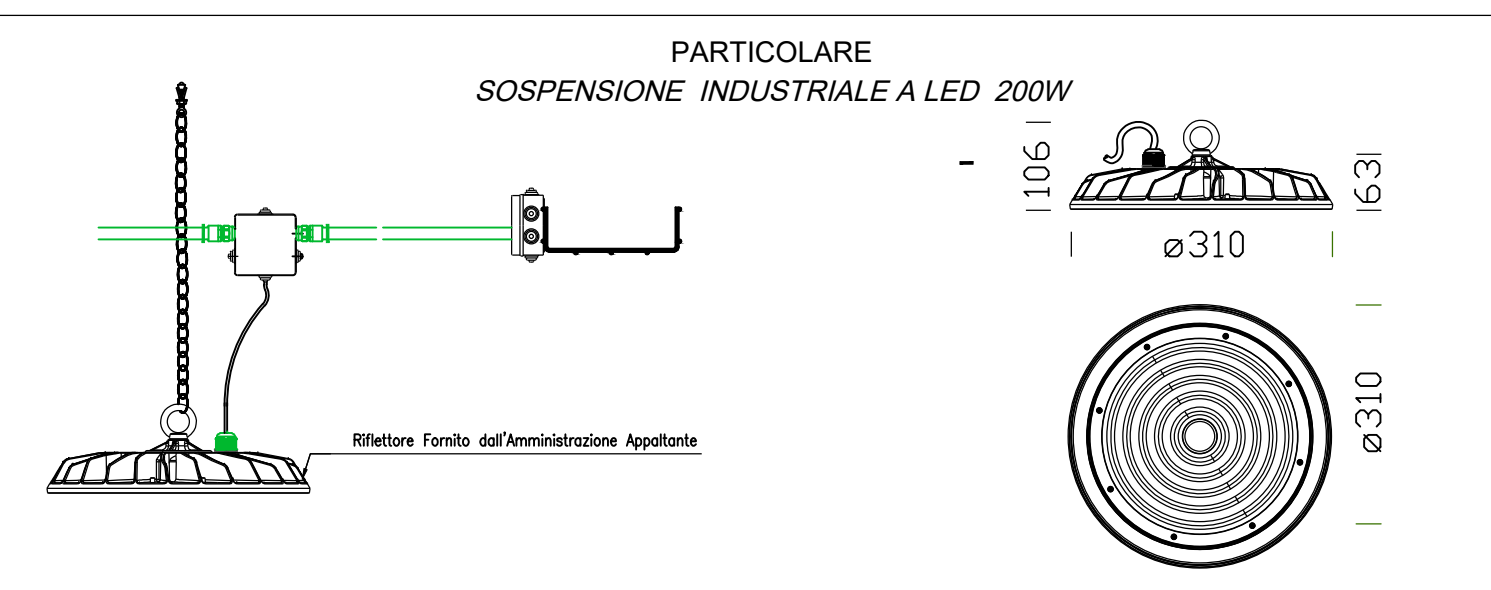 PARTICOLARE
SOSPENSIONE INDUSTRIALE A LED 200W
106
63
ø310
ø310
Riflettore Fornito dall'Amministrazione Appaltante